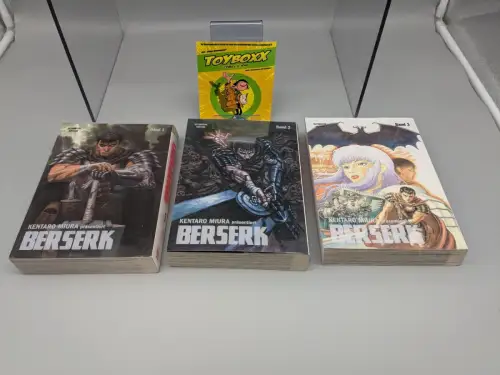 TOYBOXX
Band 2
Band 3
KENTARO MIURA präsentiert
BERSERK
KENTARO MIURA präsentiert
BERSERK
KENTARO MIURA
BERSERK